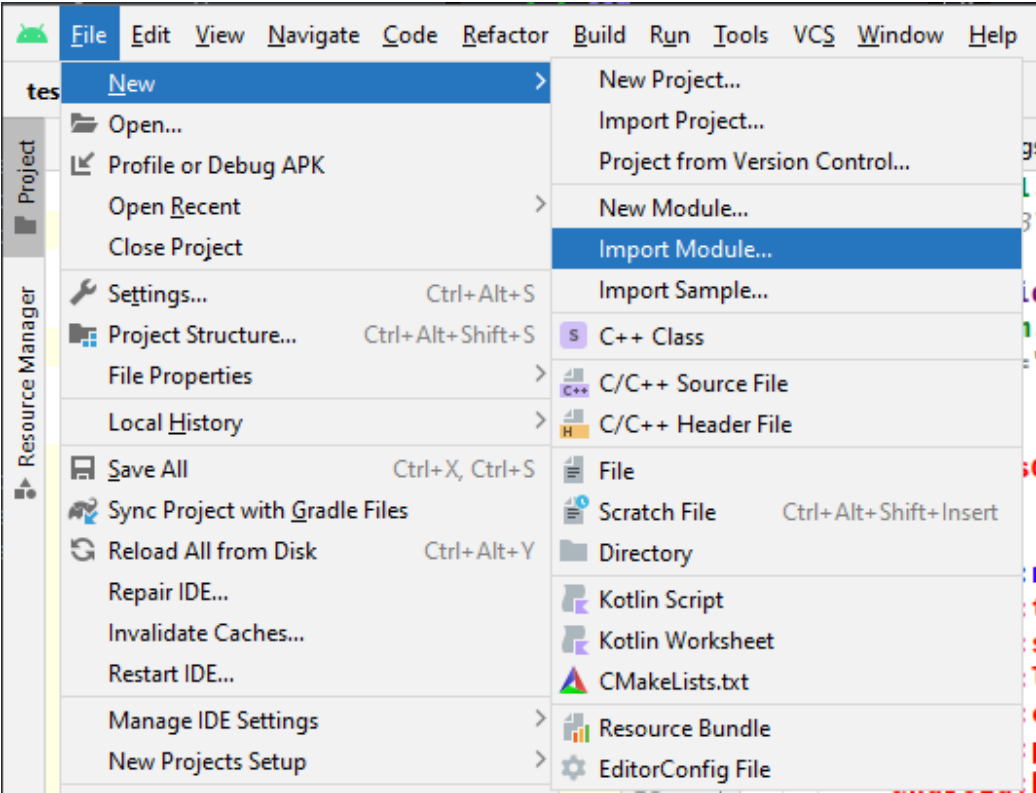 File Edit View Navigate Code Refactor Build Run Tools VCS Window Help
tes
Project
Resource Manager
New
Open...
Profile or Debug APK
Open Recent
Close Project
Settings... Ctrl+Alt+S
Project Structure... Ctrl+Alt+Shift+S
File Properties
Local History
Save All Ctrl+X, Ctrl+S
Sync Project with Gradle Files
Reload All from Disk Ctrl+Alt+Y
Repair IDE...
Invalidate Caches...
Restart IDE...
Manage IDE Settings
New Projects Setup
New Project...
Import Project...
Project from Version Control...
New Module...
Import Module...
Import Sample...
S C++ Class
C++ C/C++ Source File
H C/C++ Header File
File
Scratch File Ctrl+Alt+Shift+Insert
Directory
Kotlin Script
Kotlin Worksheet
CMakeLists.txt
Resource Bundle
EditorConfig File